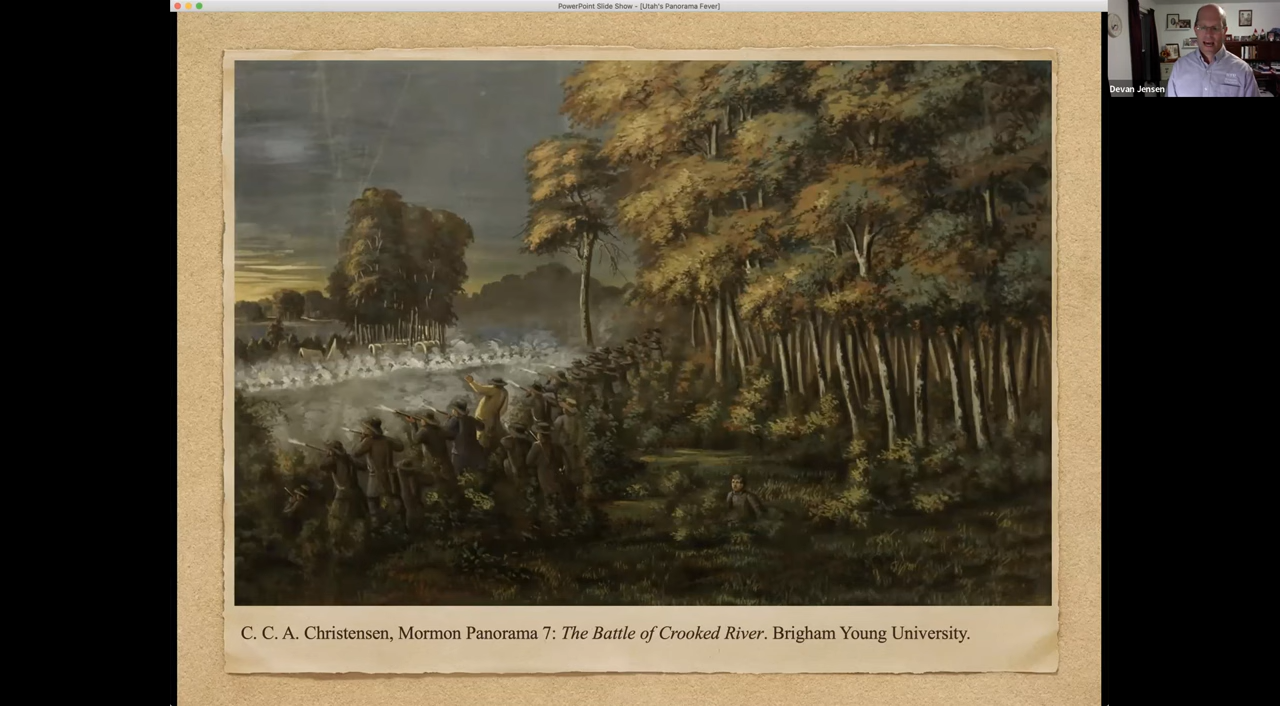 PowerPoint Slide Show - [Utah's Panorama Fever]
Devan Jensen
C. C. A. Christensen, Mormon Panorama 7: The Battle of Crooked River. Brigham Young University.